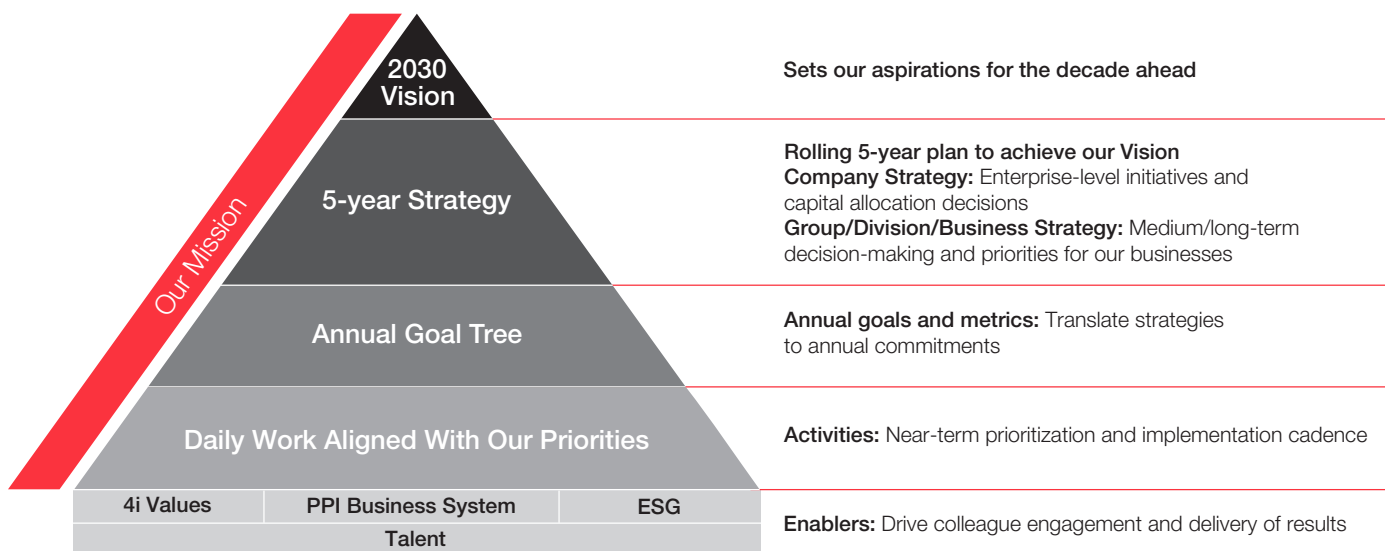 Our Mission
2030
Vision
Sets our aspirations for the decade ahead
5-year Strategy
Rolling 5-year plan to achieve our Vision
Company Strategy: Enterprise-level initiatives and
capital allocation decisions
Group/Division/Business Strategy: Medium/long-term
decision-making and priorities for our businesses
Annual Goal Tree
Annual goals and metrics: Translate strategies
to annual commitments
Daily Work Aligned With Our Priorities
Activities: Near-term prioritization and implementation cadence
4i Values
PPI Business System
ESG
Talent
Enablers: Drive colleague engagement and delivery of results